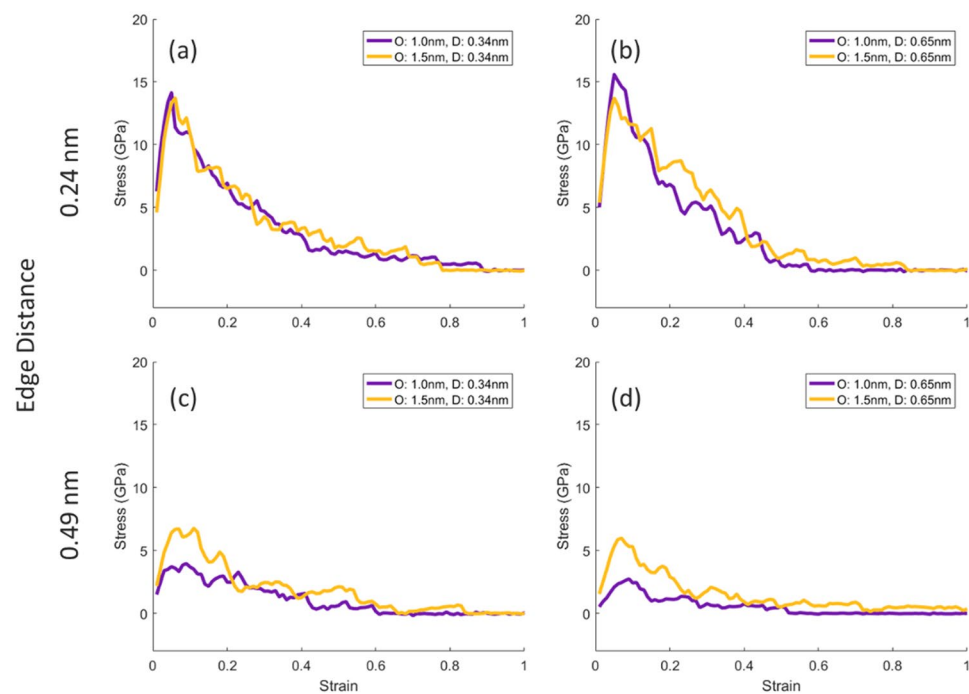 Edge Distance
0.24 nm
(a)
O: 1.0nm, D: 0.34nm
O: 1.5nm, D: 0.34nm
Stress (GPa)
20
15
10
5
0
0 0.2 0.4 0.6 0.8 1
(b)
O: 1.0nm, D: 0.65nm
O: 1.5nm, D: 0.65nm
Stress (GPa)
20
15
10
5
0
0 0.2 0.4 0.6 0.8 1
0.49 nm
(c)
O: 1.0nm, D: 0.34nm
O: 1.5nm, D: 0.34nm
Stress (GPa)
20
15
10
5
0
0 0.2 0.4 0.6 0.8 1
Strain
(d)
O: 1.0nm, D: 0.65nm
O: 1.5nm, D: 0.65nm
Stress (GPa)
20
15
10
5
0
0 0.2 0.4 0.6 0.8 1
Strain